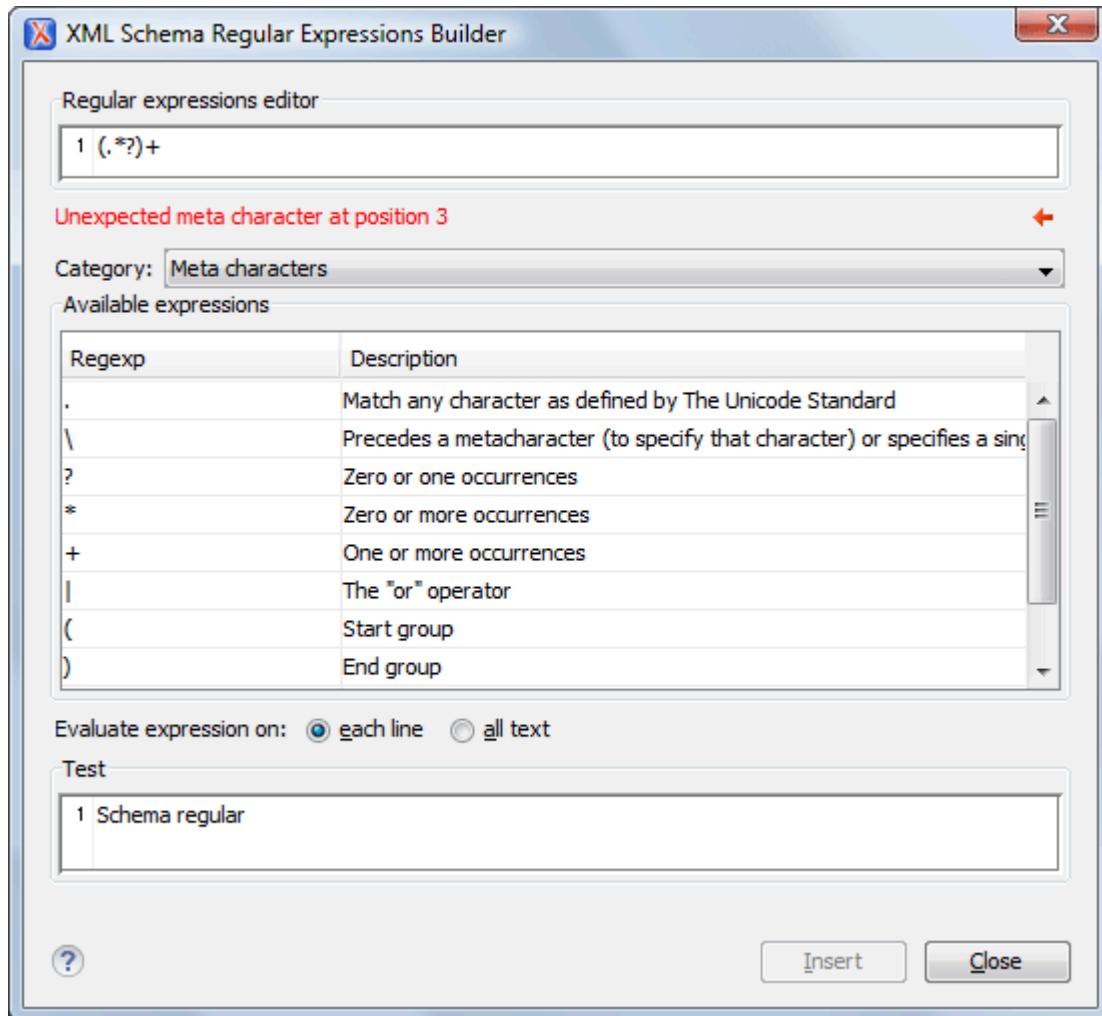 XML Schema Regular Expressions Builder
Regular expressions editor
1 (.*?)+
Unexpected meta character at position 3
Category: Meta characters
Available expressions
Regexp Description
. Match any character as defined by The Unicode Standard
\ Precedes a metacharacter (to specify that character) or specifies a sing
? Zero or one occurrences
* Zero or more occurrences
+ One or more occurrences
| The "or" operator
( Start group
) End group
Evaluate expression on: each line all text
Test
1 Schema regular
? Insert Close